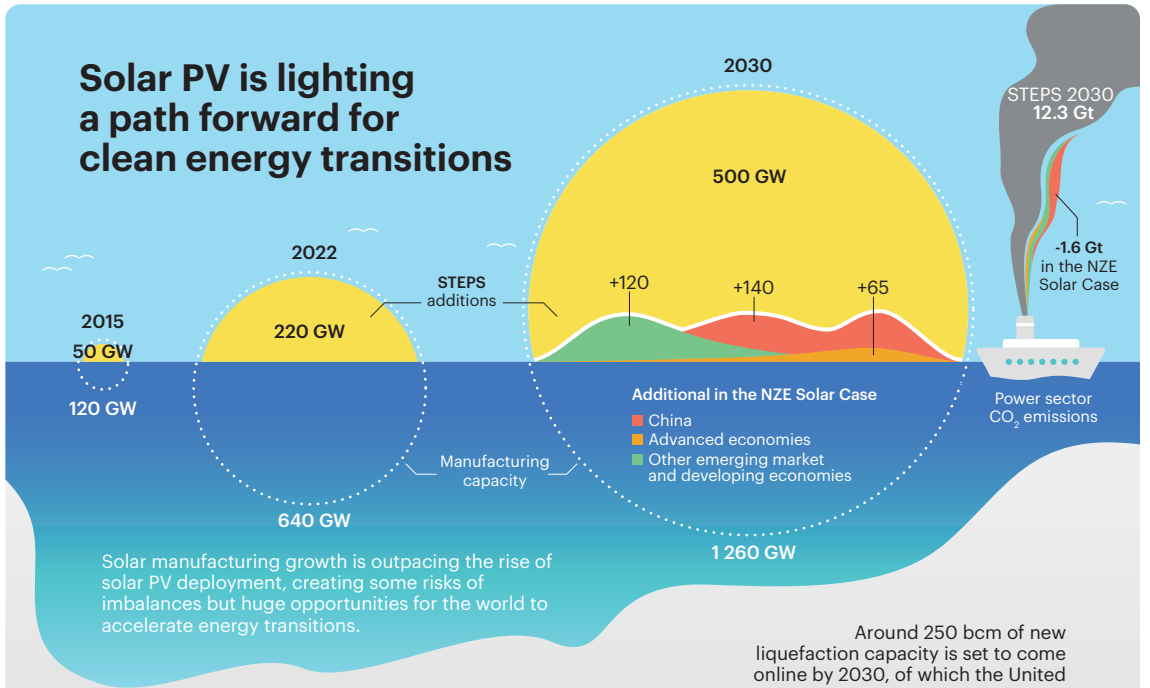 Solar PV is lighting
a path forward for
clean energy transitions
2030
STEPS 2030
12.3 Gt
500 GW
-1.6 Gt
in the NZE
Solar Case
2022
STEPS
additions
+120
+140
+65
2015
50 GW
220 GW
120 GW
Additional in the NZE Solar Case
China
Advanced economies
Other emerging market
and developing economies
Power sector
CO2 emissions
Manufacturing
capacity
640 GW
1 260 GW
Solar manufacturing growth is outpacing the rise of
solar PV deployment, creating some risks of
imbalances but huge opportunities for the world to
accelerate energy transitions.
Around 250 bcm of new
liquefaction capacity is set to come
online by 2030, of which the United